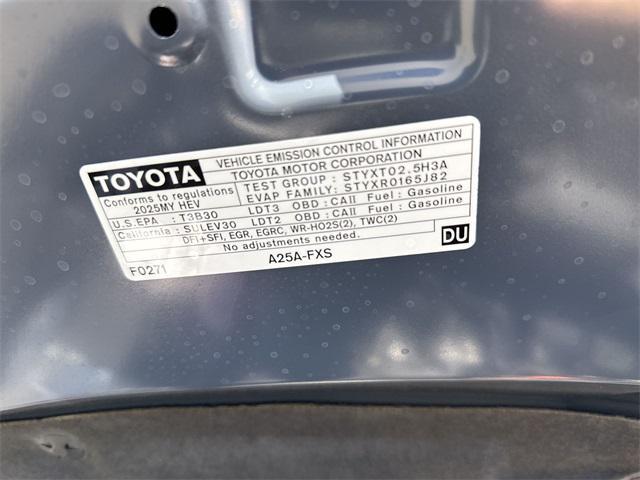 TOYOTA
VEHICLE EMISSION CONTROL INFORMATION
TOYOTA MOTOR CORPORATION
Conforms to regulations
2025MY HEV
TEST GROUP : STYXT02.5H3A
EVAP FAMILY: STYXR0165J82
U.S.EPA : T3B30 LDT3 OBD : CAII Fuel : Gasoline
California : SULEV30 LDT2 OBD : CAII Fuel : Gasoline
DFI+SFI, EGR, EGRC, WR-HO2S(2), TWC(2)
No adjustments needed.
DU
F0271
A25A-FXS